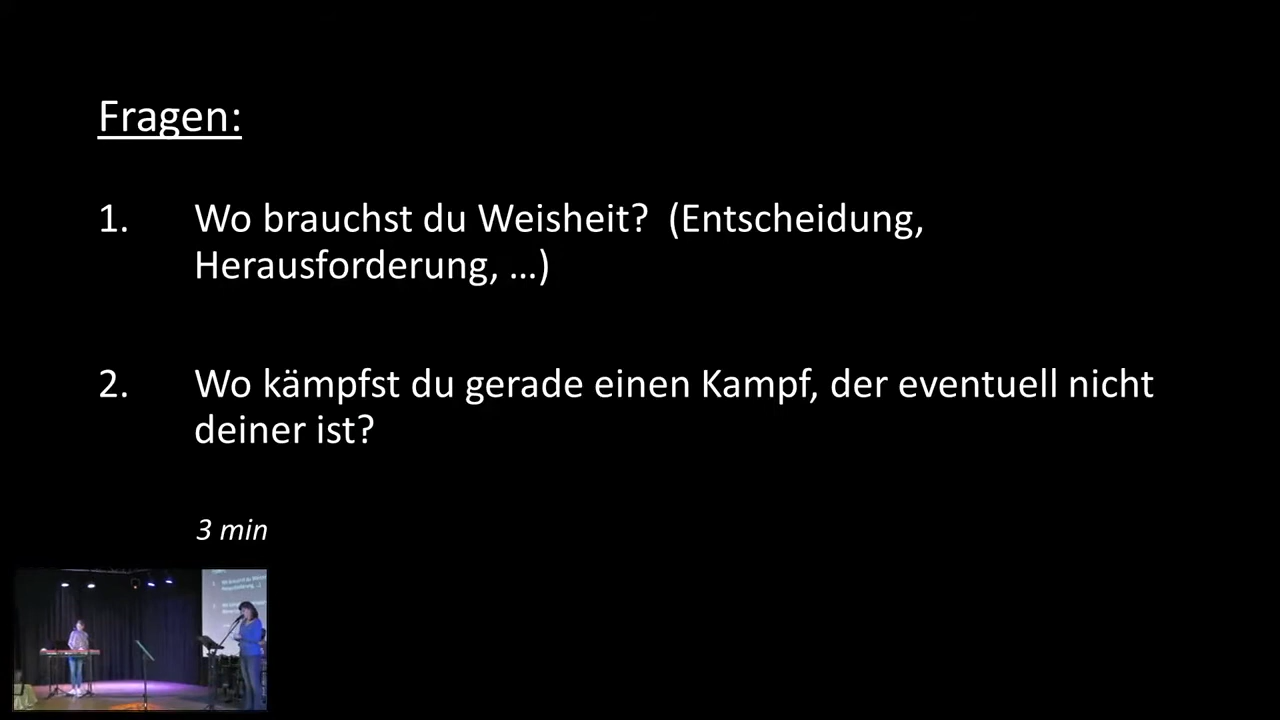 Fragen:
1. Wo brauchst du Weisheit? (Entscheidung,
Herausforderung, ...)
2. Wo kämpfst du gerade einen Kampf, der eventuell nicht
deiner ist?
3 min